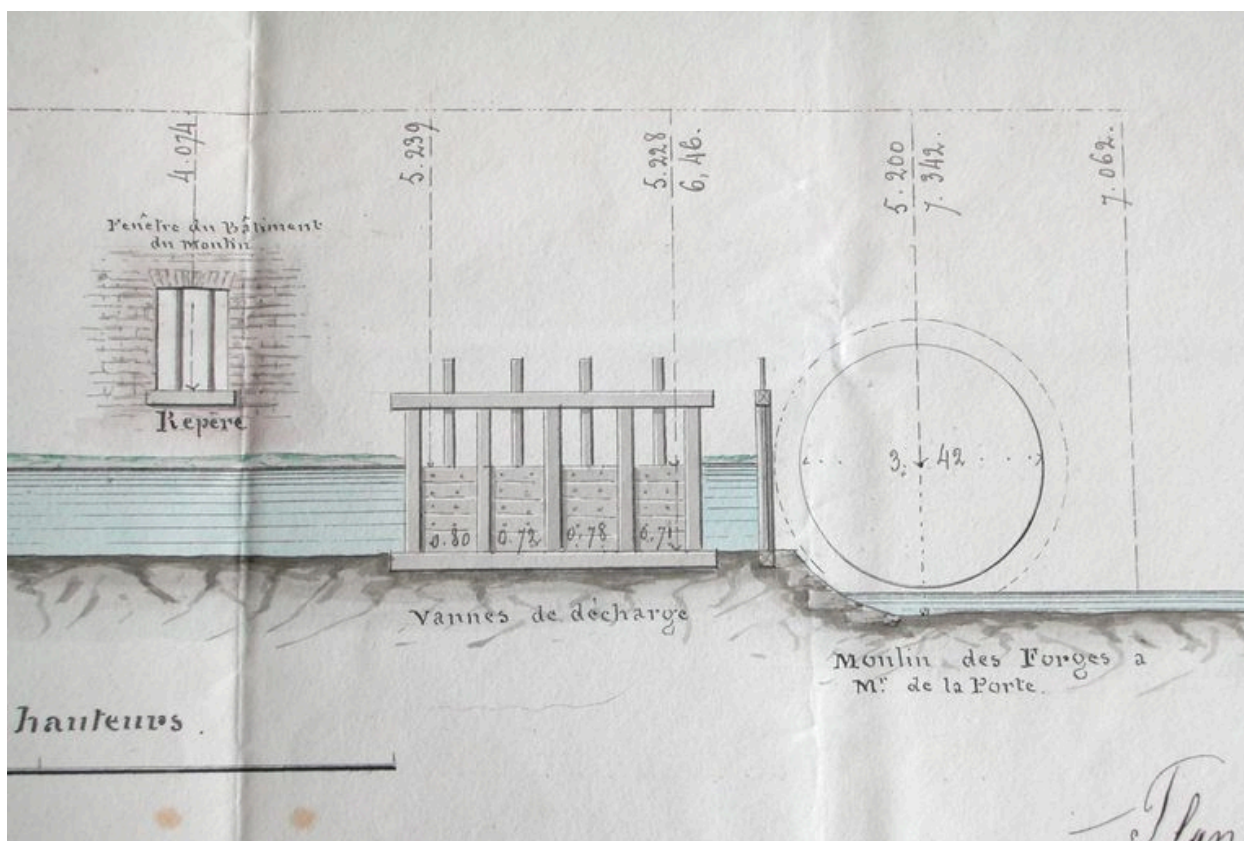 4.074
5.239
5.228
6,46.
5.200
7.342.
7.062.
Fenêtre du Bâtiment
du Moulin
Repère
3. 42
0.80 0.72 0.78 0.71
Vannes de décharge
Moulin des Forges a
Mr. de la Porte.
hauteurs.
Plan